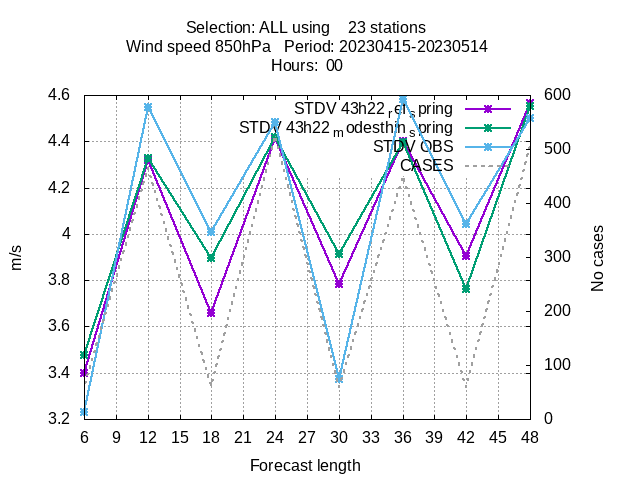 Selection: ALL using 23 stations
Wind speed 850hPa Period: 20230415-20230514
Hours: 00
4.6
4.4
4.2
4
3.8
3.6
3.4
3.2
m/s
600
500
400
300
200
100
0
No cases
STDV 43h22_ref_spring
STDV 43h22_modesthin_spring
STDV OBS
CASES
6 9 12 15 18 21 24 27 30 33 36 39 42 45 48
Forecast length